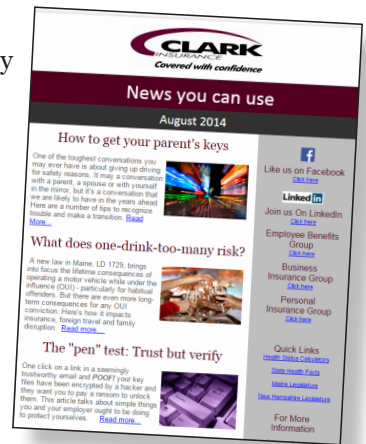 y
CLARK
INSURANCE
Covered with confidence
News you can use
August 2014
How to get your parent's keys
One of the toughest conversations you
may ever have is about giving up driving
for safety reasons. It may a conversation
with a parent, a spouse or with yourself
in the mirror, but it's a conversation that
we are likely to have in the years ahead.
Here are a number of tips to recognize
trouble and make a transition. Read
More...
What does one-drink-too-many risk?
A new law in Maine, LD 1729, brings
into focus the lifetime consequences of
operating a motor vehicle while under the
influence (OUI) - particularly for habitual
offenders. But there are even more long-
term consequences for any OUI
conviction. Here's how it impacts
insurance, foreign travel and family
disruption. Read more...
The "pen" test: Trust but verify
One click on a link in a seemingly
trustworthy email and POOF! your key
files have been encrypted by a hacker and
they want you to pay a ransom to unlock
them. This article talks about simple things
you and your employer ought to be doing
to protect yourselves. Read more...
Like us on Facebook
Click here
Linked in
Join us On LinkedIn
Click here
Employee Benefits
Group
Click here
Business
Insurance Group
Click here
Personal
Insurance Group
Click here
Quick Links
Health Status Calculators
State Health Facts
Maine Legislature
New Hampshire Legislature
For More
Information